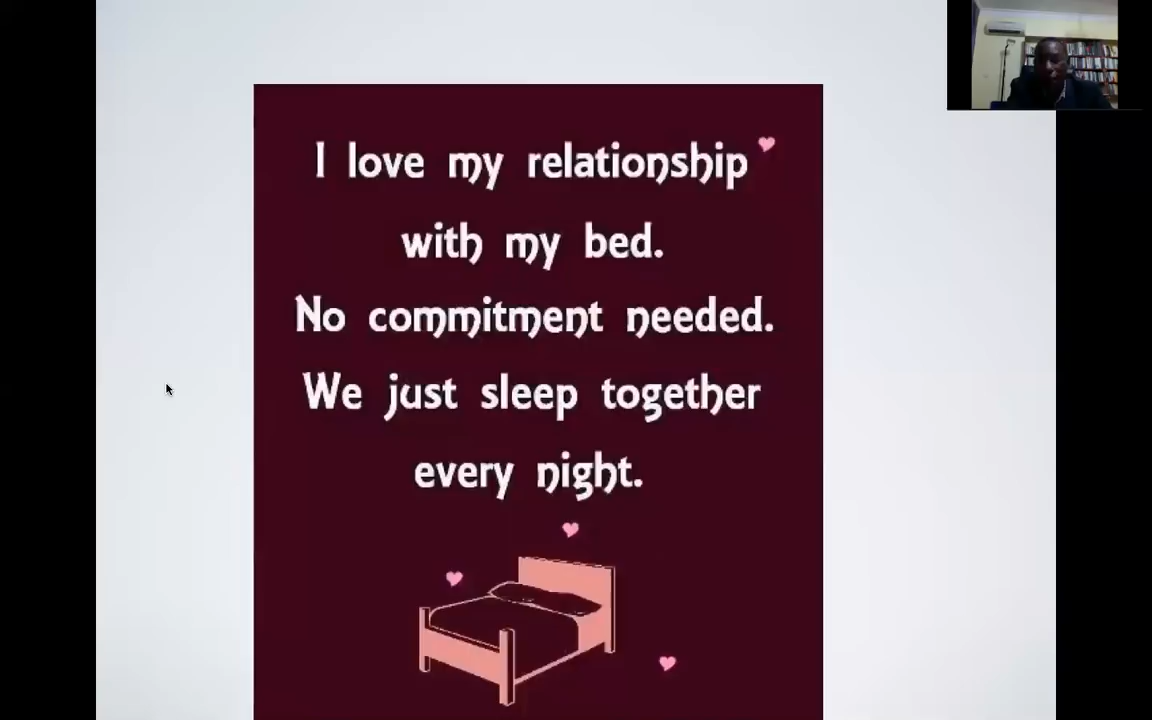 I love my relationship
with my bed.
No commitment needed.
We just sleep together
every night.